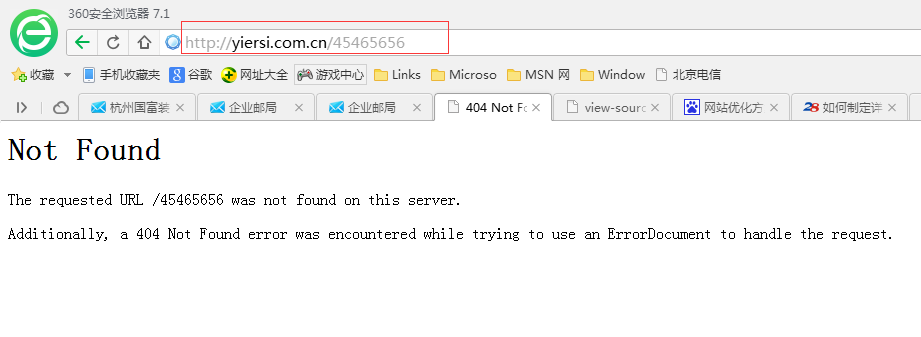 360安全浏览器 7.1
http://yiersi.com.cn/45465656
收藏 手机收藏夹 谷歌 网址大全 游戏中心 Links Microso MSN 网 Window 北京电信
杭州国富装 企业邮局 企业邮局 404 Not Fo view-sourc 网站优化方 28 如何制定详
Not Found
The requested URL /45465656 was not found on this server.
Additionally, a 404 Not Found error was encountered while trying to use an ErrorDocument to handle the request.